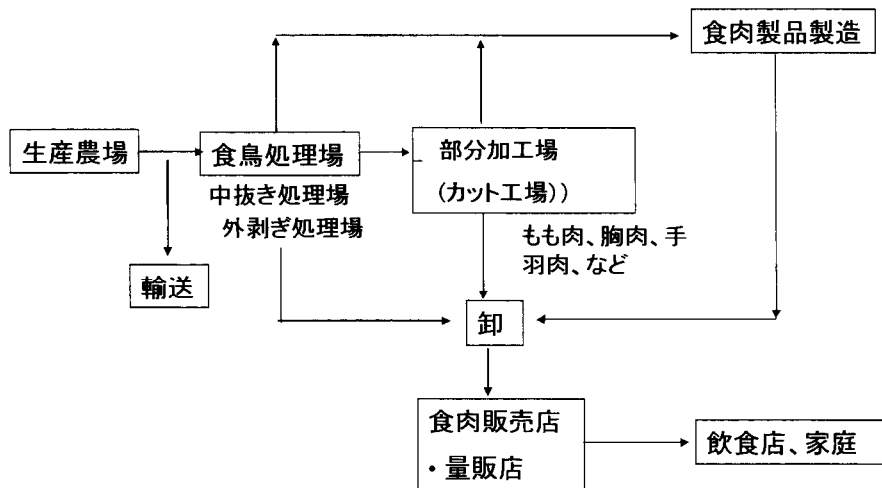 食肉製品製造
生産農場
食鳥処理場
部分加工場
(カット工場))
中抜き処理場
外剥ぎ処理場
もも肉、胸肉、手
羽肉、など
輸送
卸
食肉販売店
・量販店
飲食店、家庭